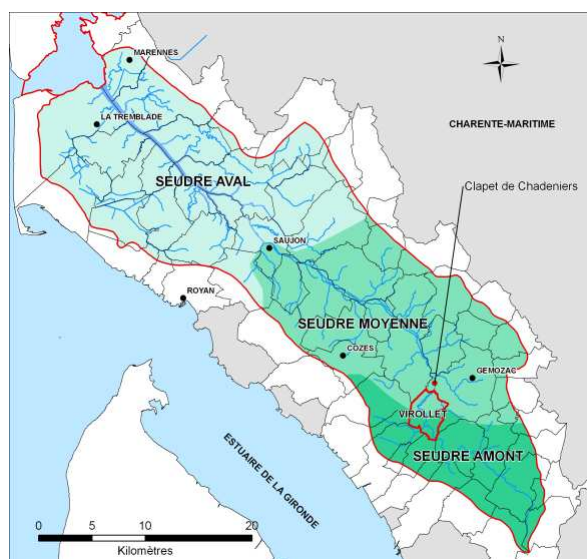 MARENNES
N
LA TREMBLADE
CHARENTE-MARITIME
SEUDRE AVAL
Clapet de Chadeniers
SAUJON
ROYAN
SEUDRE MOYENNE
COZES
GEMOZAC
VIROLLET
SEUDRE AMONT
ESTUAIRE DE LA GIRONDE
0 5 10 20
Kilomètres